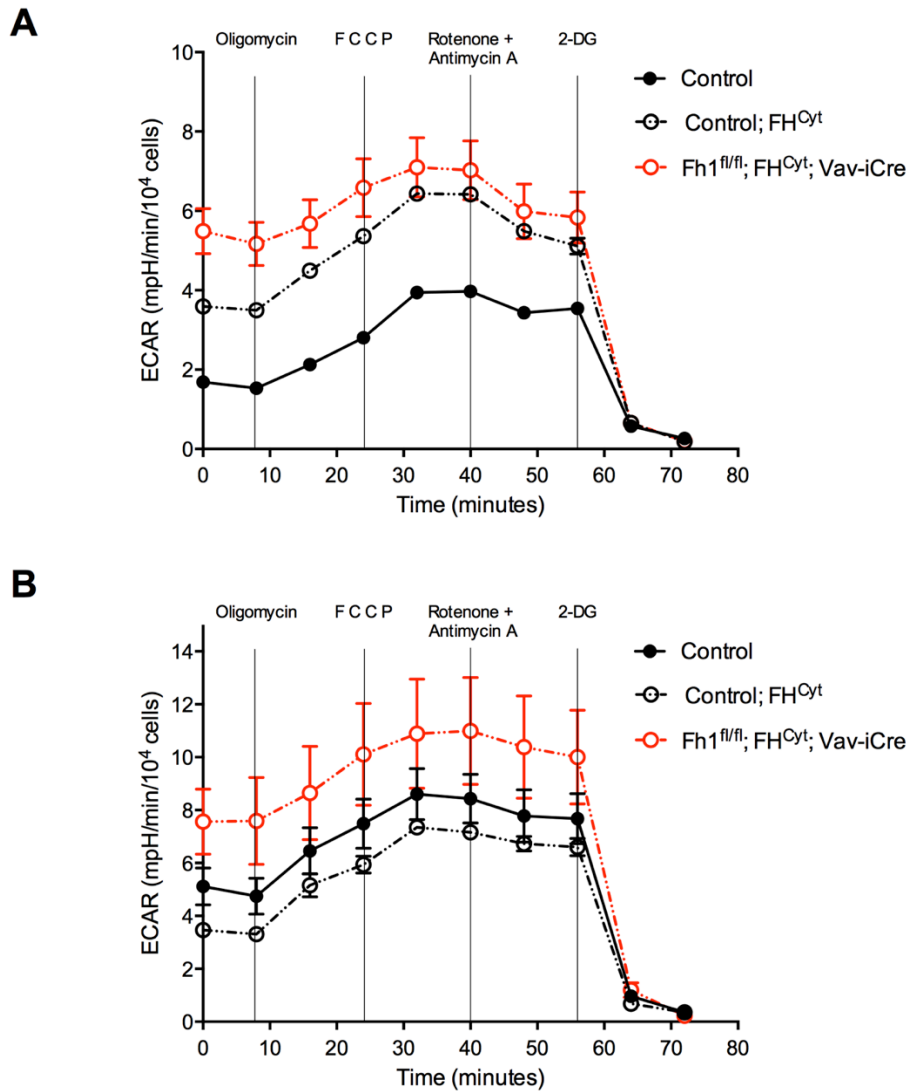 A
Oligomycin
F C C P
Rotenone +
Antimycin A
2-DG
10
8
6
4
2
0
ECAR (mpH/min/10⁴ cells)
0 10 20 30 40 50 60 70 80
Time (minutes)
Control
Control; FH^Cyt
Fh1^fl/fl; FH^Cyt; Vav-iCre
B
Oligomycin
F C C P
Rotenone +
Antimycin A
2-DG
14
12
10
8
6
4
2
0
ECAR (mpH/min/10⁴ cells)
0 10 20 30 40 50 60 70 80
Time (minutes)
Control
Control; FH^Cyt
Fh1^fl/fl; FH^Cyt; Vav-iCre